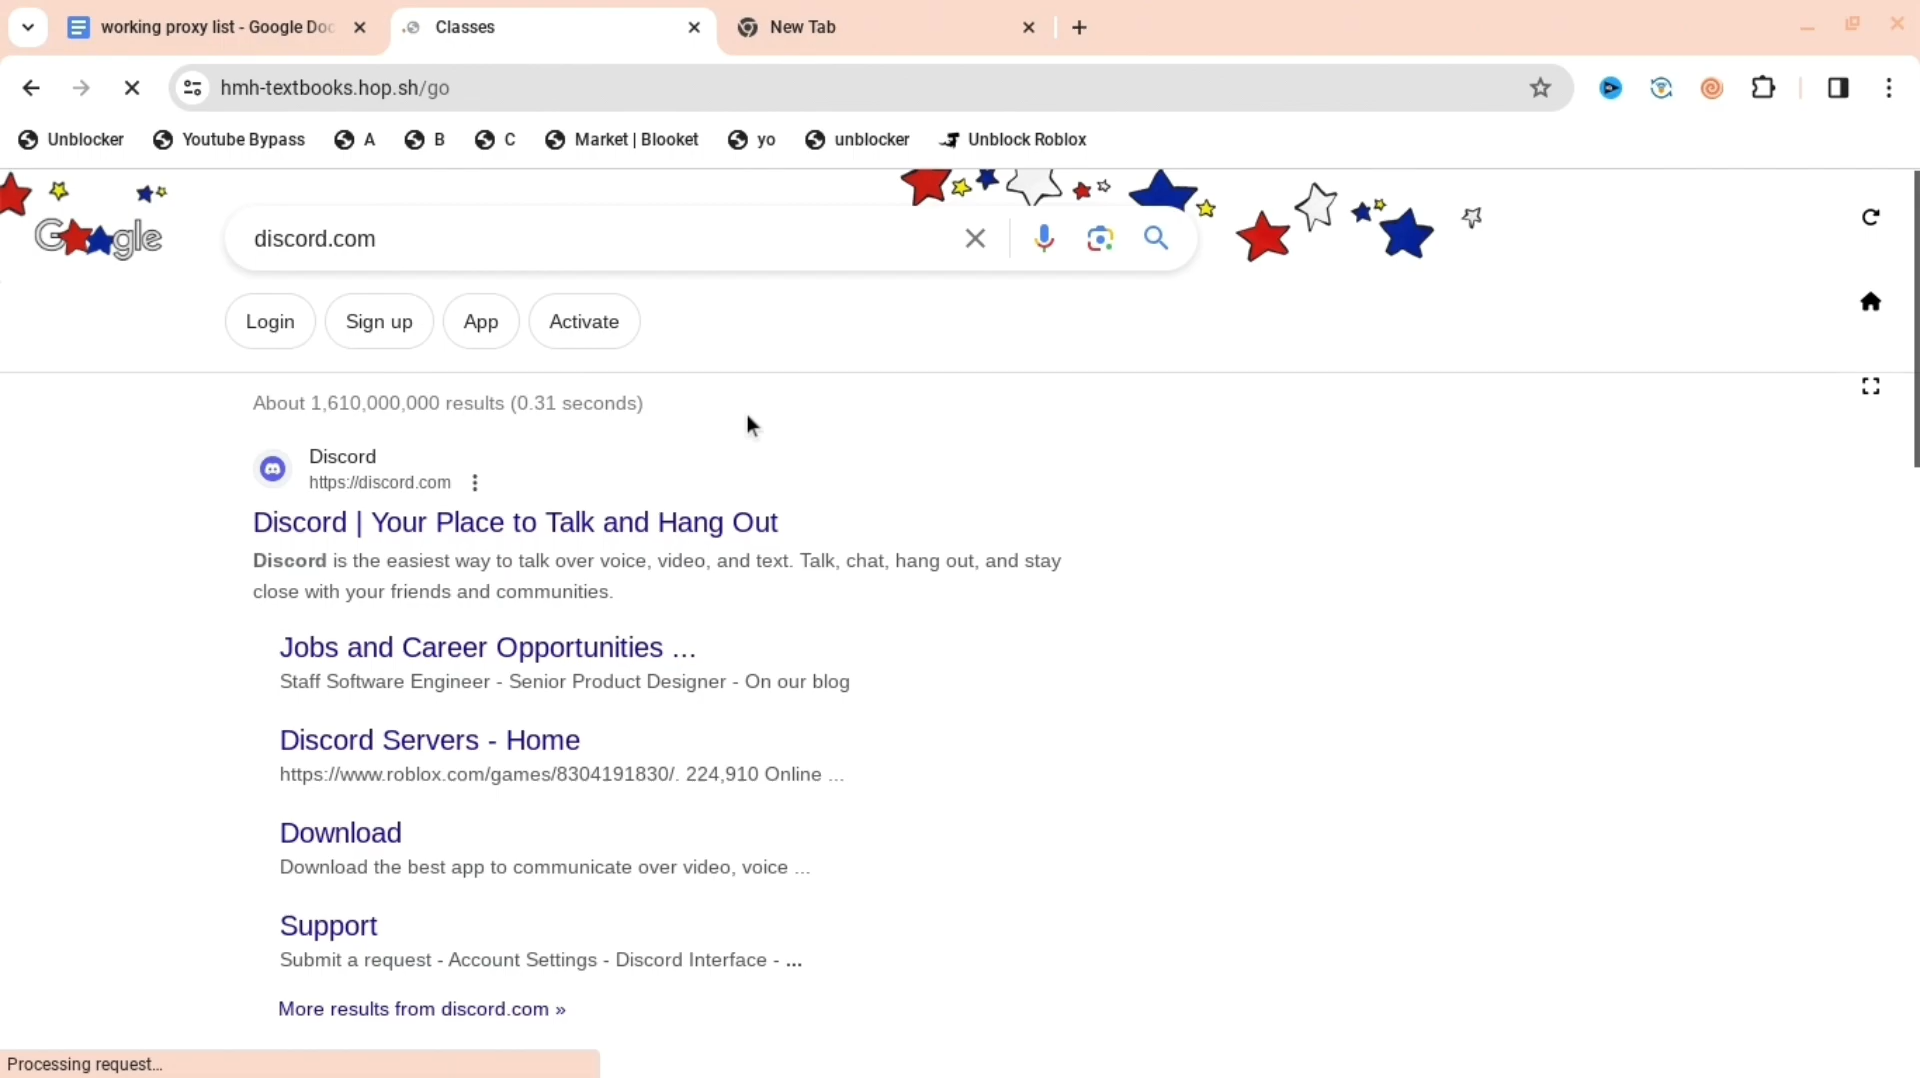 working proxy list - Google Doc
Classes
New Tab
hmh-textbooks.hop.sh/go
Unblocker
Youtube Bypass
A
B
C
Market | Blooket
yo
unblocker
Unblock Roblox
Google
discord.com
Login
Sign up
App
Activate
About 1,610,000,000 results (0.31 seconds)
Discord
https://discord.com
Discord | Your Place to Talk and Hang Out
Discord is the easiest way to talk over voice, video, and text. Talk, chat, hang out, and stay
close with your friends and communities.
Jobs and Career Opportunities ...
Staff Software Engineer - Senior Product Designer - On our blog
Discord Servers - Home
https://www.roblox.com/games/8304191830/. 224,910 Online ...
Download
Download the best app to communicate over video, voice ...
Support
Submit a request - Account Settings - Discord Interface - ...
More results from discord.com »
Processing request...